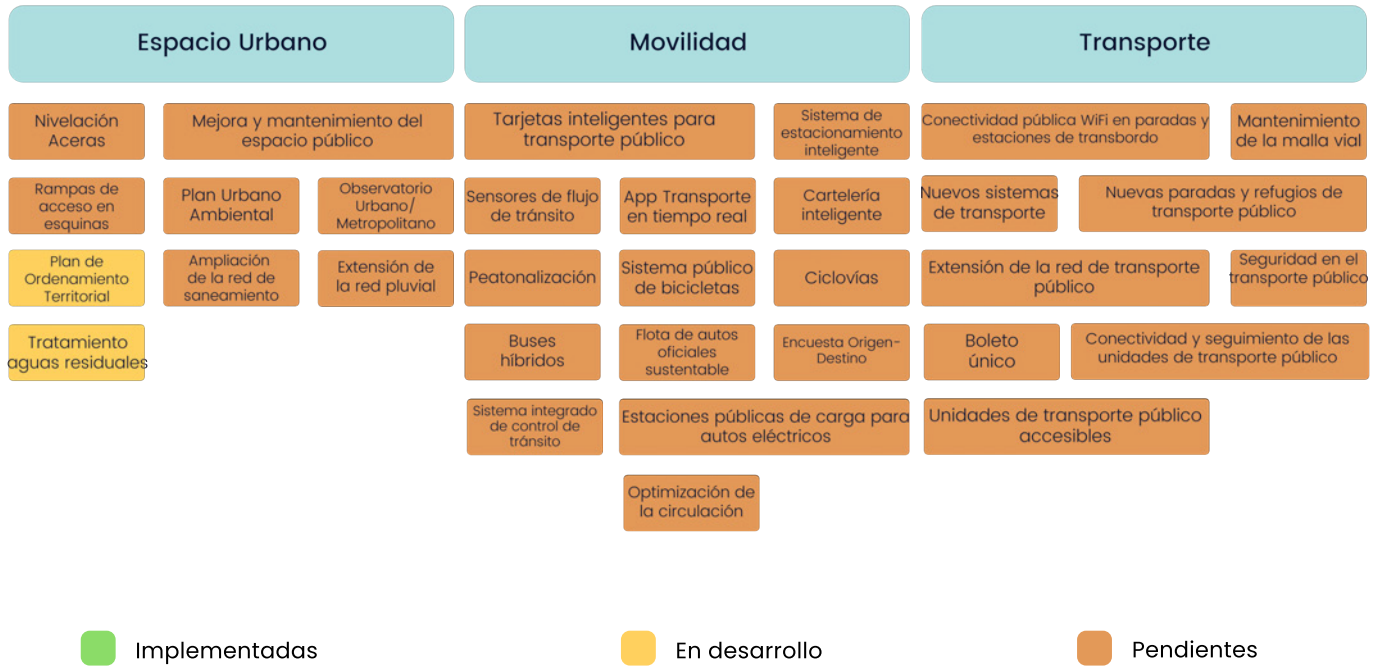 Espacio Urbano
Movilidad
Transporte
Nivelación
Aceras
Mejora y mantenimiento del
espacio público
Rampas de
acceso en
esquinas
Plan Urbano
Ambiental
Observatorio
Urbano/
Metropolitano
Plan de
Ordenamiento
Territorial
Ampliación
de la red de
saneamiento
Extensión de
la red pluvial
Tratamiento
aguas residuales
Tarjetas inteligentes para
transporte público
Sistema de
estacionamiento
inteligente
Sensores de flujo
de tránsito
App Transporte
en tiempo real
Cartelería
inteligente
Peatonalización
Sistema público
de bicicletas
Ciclovías
Buses
híbridos
Flota de autos
oficiales
sustentable
Encuesta Origen-
Destino
Sistema integrado
de control de
tránsito
Estaciones públicas de carga para
autos eléctricos
Optimización de
la circulación
Conectividad pública WiFi en paradas y
estaciones de transbordo
Mantenimiento
de la malla vial
Nuevos sistemas
de transporte
Nuevas paradas y refugios de
transporte público
Extensión de la red de transporte
público
Seguridad en el
transporte público
Boleto
único
Conectividad y seguimiento de las
unidades de transporte público
Unidades de transporte público
accesibles
Implementadas
En desarrollo
Pendientes